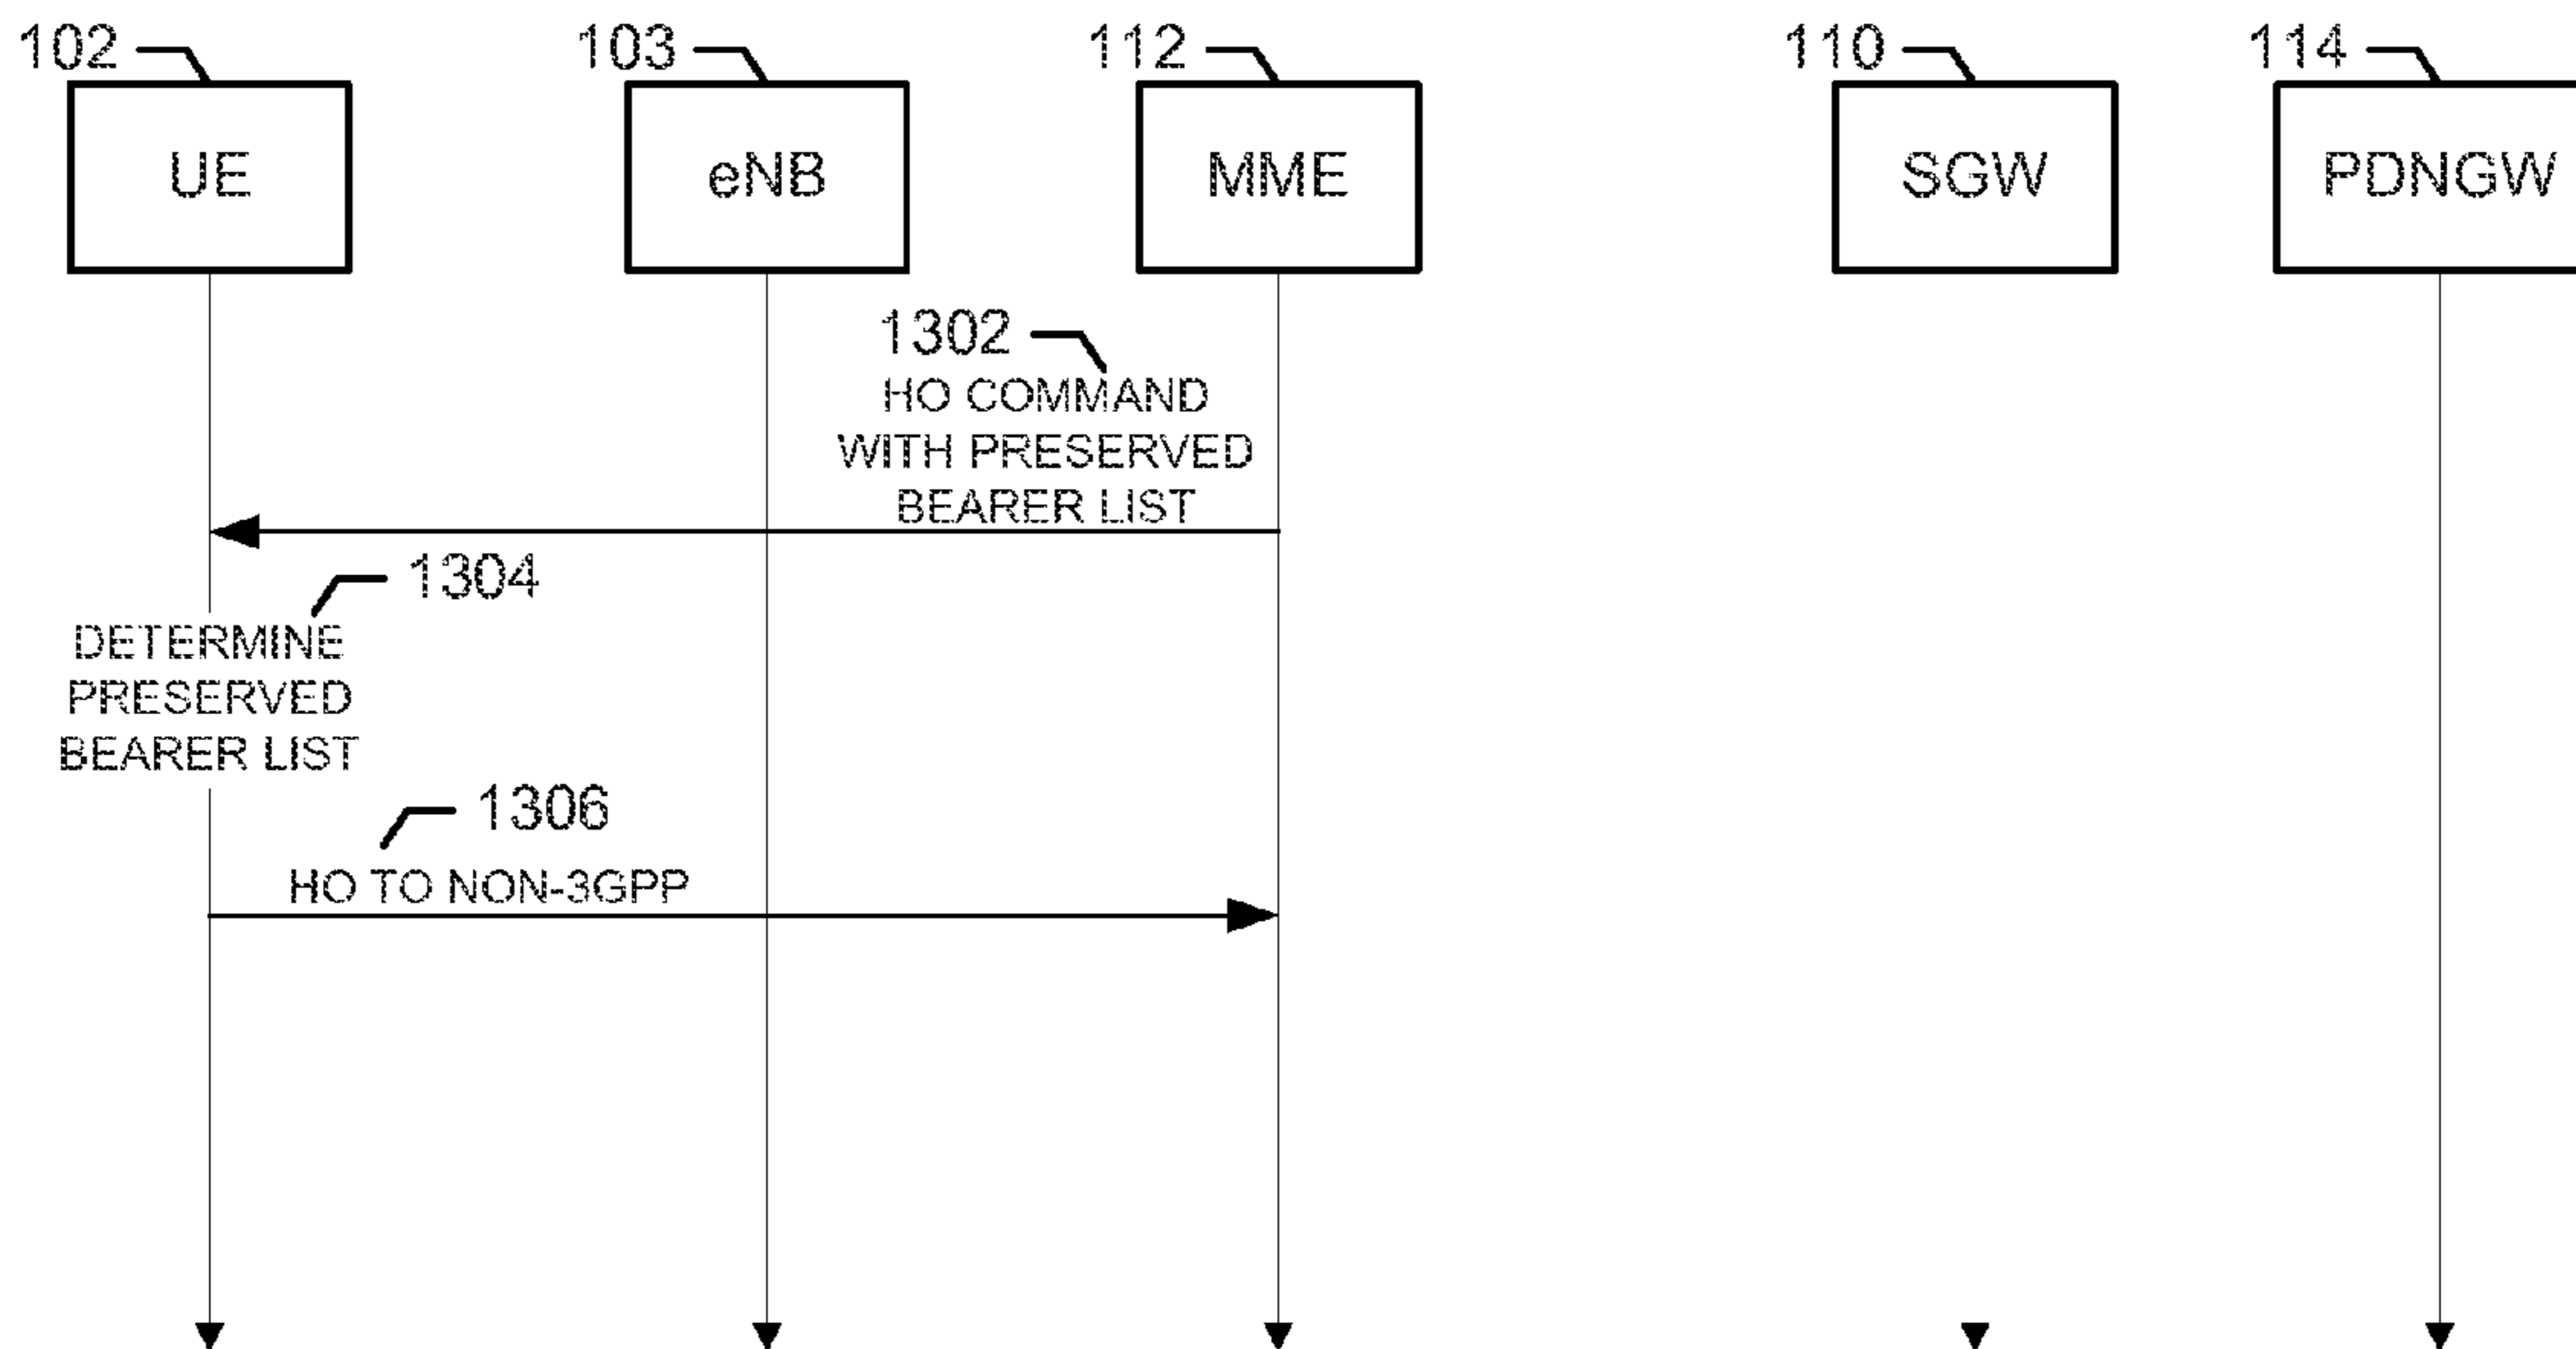 102
103
112
110
114
UE
eNB
MME
SGW
PDNGW
1302
HO COMMAND
WITH PRESERVED
BEARER LIST
1304
DETERMINE
PRESERVED
BEARER LIST
1306
HO TO NON-3GPP